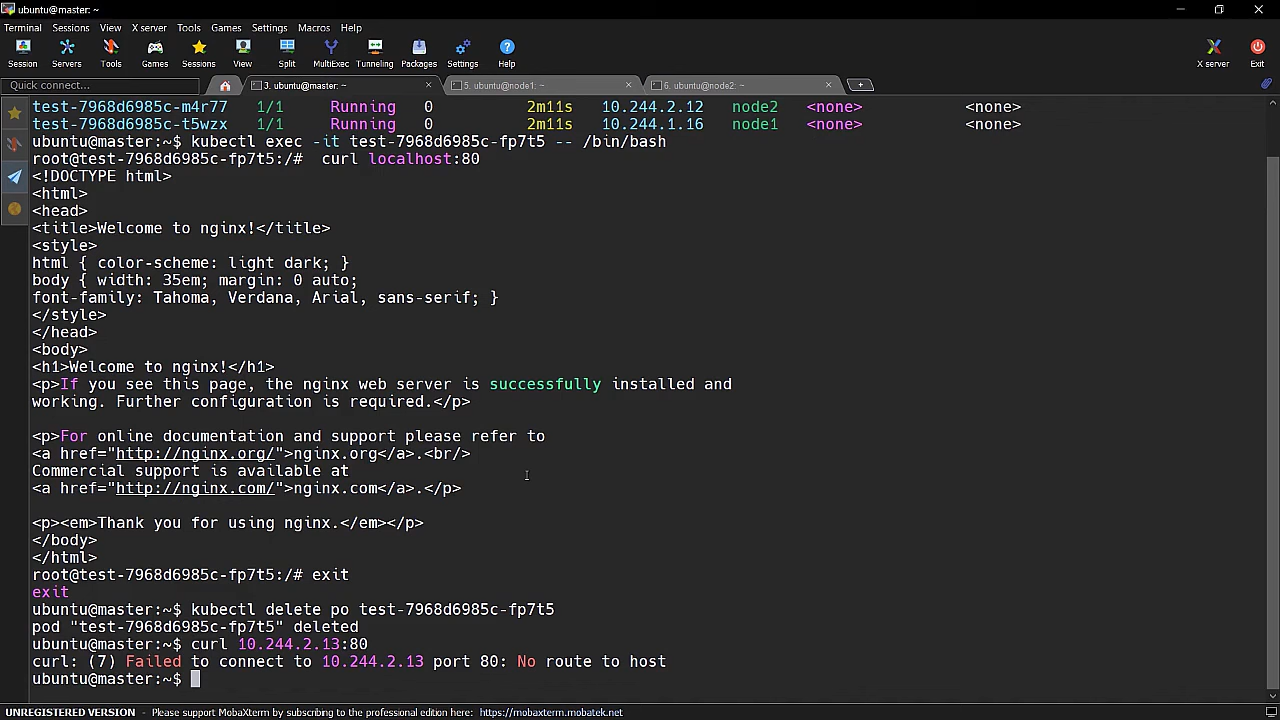 ubuntu@master: ~
Terminal Sessions View X server Tools Games Settings Macros Help
Session Servers Tools Games Sessions View Split MultiExec Tunneling Packages Settings Help X server Exit
Quick connect... 3. ubuntu@master: ~ 5. ubuntu@node1: ~ 6. ubuntu@node2: ~
test-7968d6985c-m4r77 1/1 Running 0 2m11s 10.244.2.12 node2 <none> <none>
test-7968d6985c-t5wzx 1/1 Running 0 2m11s 10.244.1.16 node1 <none> <none>
ubuntu@master:~$ kubectl exec -it test-7968d6985c-fp7t5 -- /bin/bash
root@test-7968d6985c-fp7t5:/# curl localhost:80
<!DOCTYPE html>
<html>
<head>
<title>Welcome to nginx!</title>
<style>
html { color-scheme: light dark; }
body { width: 35em; margin: 0 auto;
font-family: Tahoma, Verdana, Arial, sans-serif; }
</style>
</head>
<body>
<h1>Welcome to nginx!</h1>
<p>If you see this page, the nginx web server is successfully installed and
working. Further configuration is required.</p>
<p>For online documentation and support please refer to
<a href="http://nginx.org/">nginx.org</a>.<br/>
Commercial support is available at
<a href="http://nginx.com/">nginx.com</a>.</p>
<p><em>Thank you for using nginx.</em></p>
</body>
</html>
root@test-7968d6985c-fp7t5:/# exit
exit
ubuntu@master:~$ kubectl delete po test-7968d6985c-fp7t5
pod "test-7968d6985c-fp7t5" deleted
ubuntu@master:~$ curl 10.244.2.13:80
curl: (7) Failed to connect to 10.244.2.13 port 80: No route to host
ubuntu@master:~$
UNREGISTERED VERSION - Please support MobaXterm by subscribing to the professional edition here: https://mobaxterm.mobatek.net